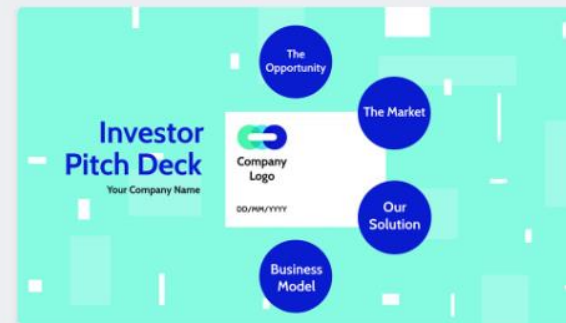 Investor
Pitch Deck
Your Company Name
Company
Logo
DD/MM/YYYY
The
Opportunity
The Market
Our
Solution
Business
Model